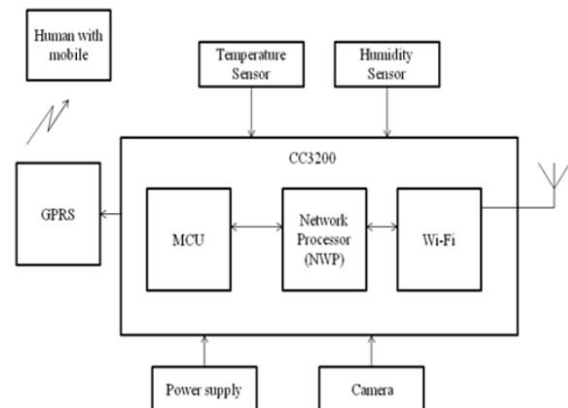 Human with
mobile
Temperature
Sensor
Humidity
Sensor
CC3200
GPRS
MCU
Network
Processor
(NWP)
Wi-Fi
Power supply
Camera